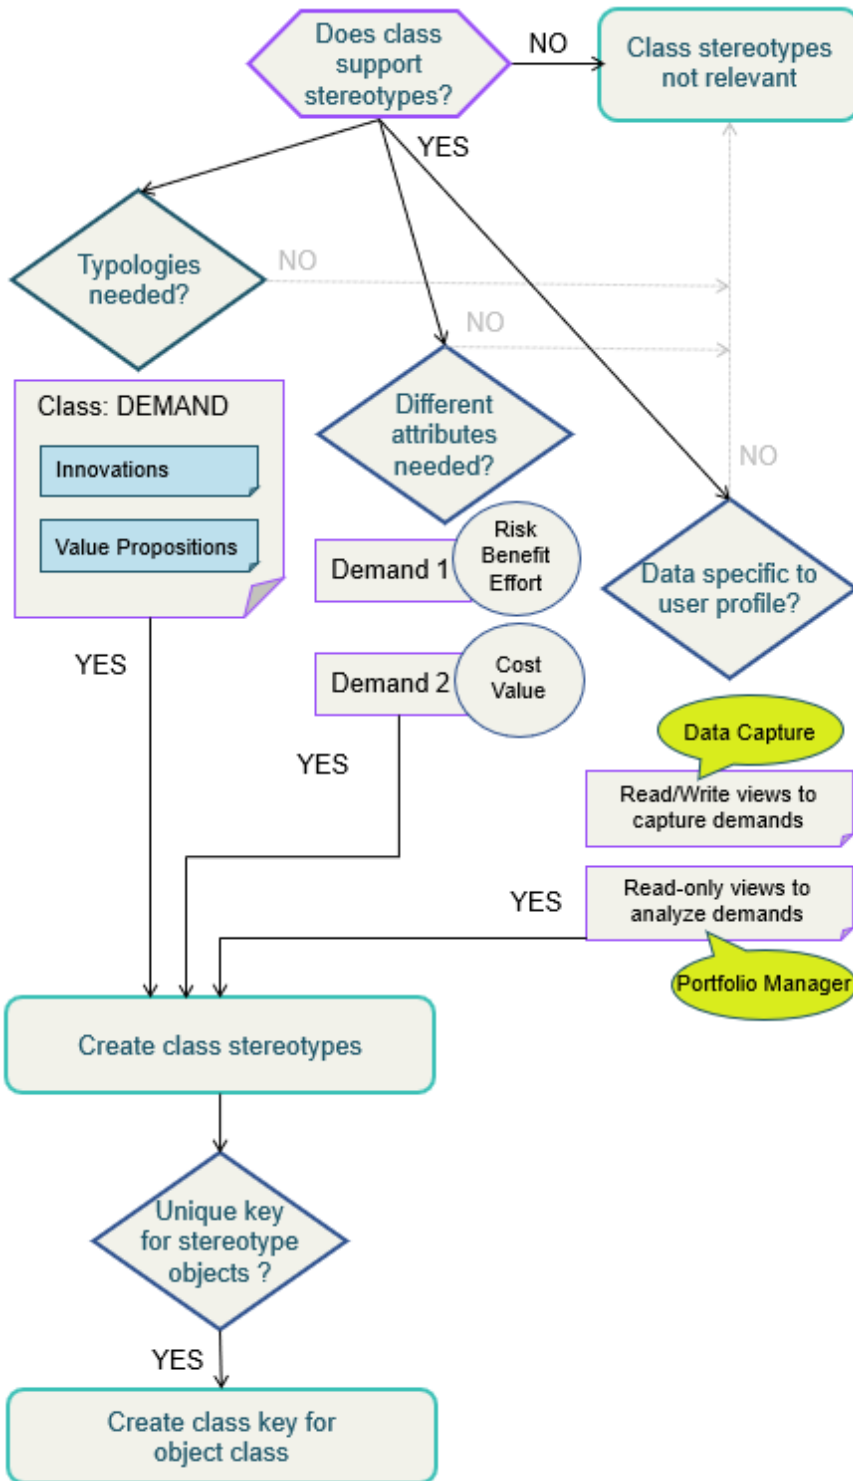 Does class
support
stereotypes?
NO
Class stereotypes
not relevant
YES
Typologies
needed?
NO
NO
Different
attributes
needed?
NO
Class: DEMAND
Innovations
Value Propositions
Data specific to
user profile?
Demand 1
Risk
Benefit
Effort
Demand 2
Cost
Value
YES
YES
Data Capture
Read/Write views to
capture demands
YES
Read-only views to
analyze demands
Portfolio Manager
Create class stereotypes
Unique key
for stereotype
objects ?
YES
Create class key for
object class